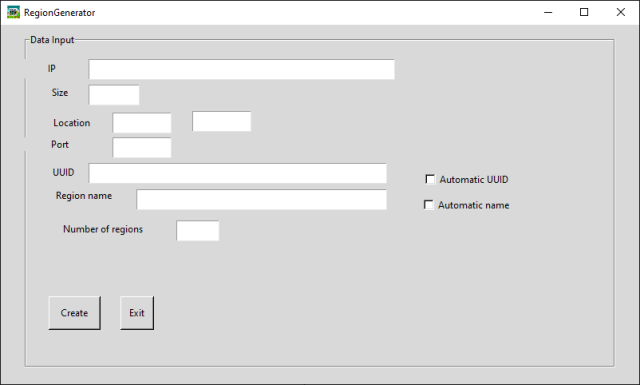 RegionGenerator
Data Input
IP
Size
Location
Port
UUID
Automatic UUID
Region name
Automatic name
Number of regions
Create
Exit